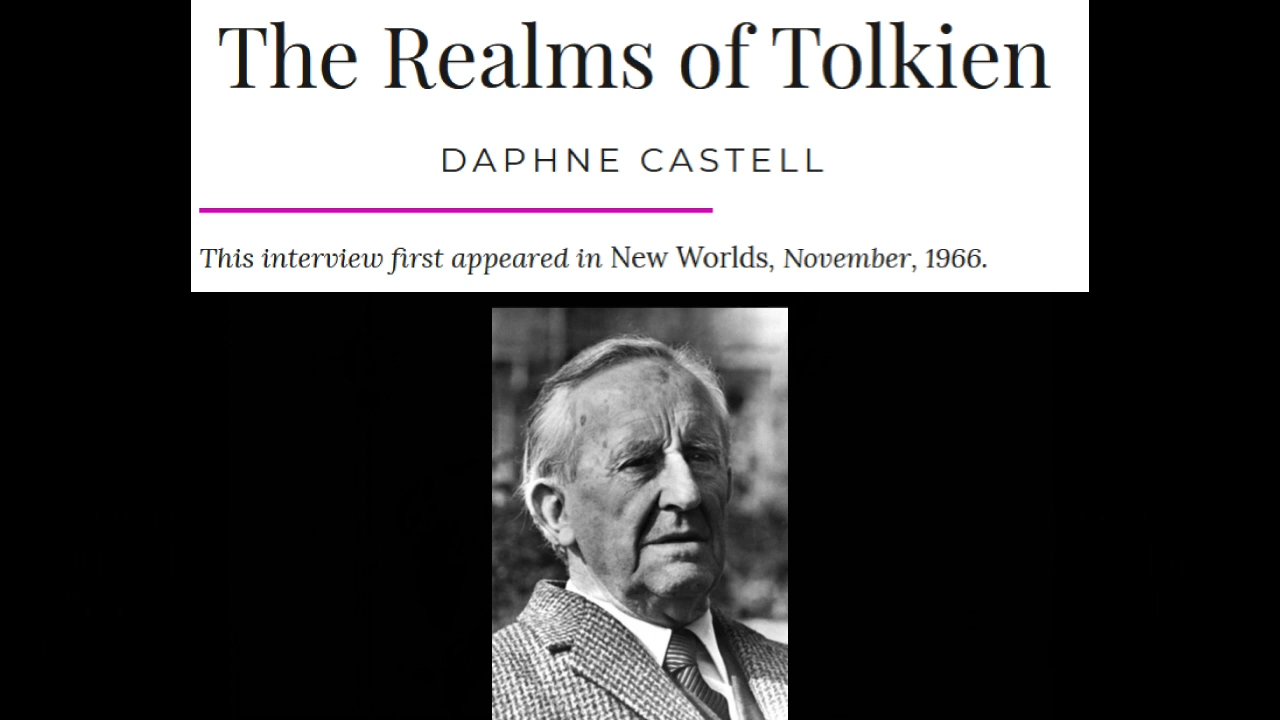 The Realms of Tolkien
DAPHNE CASTELL
This interview first appeared in New Worlds, November, 1966.